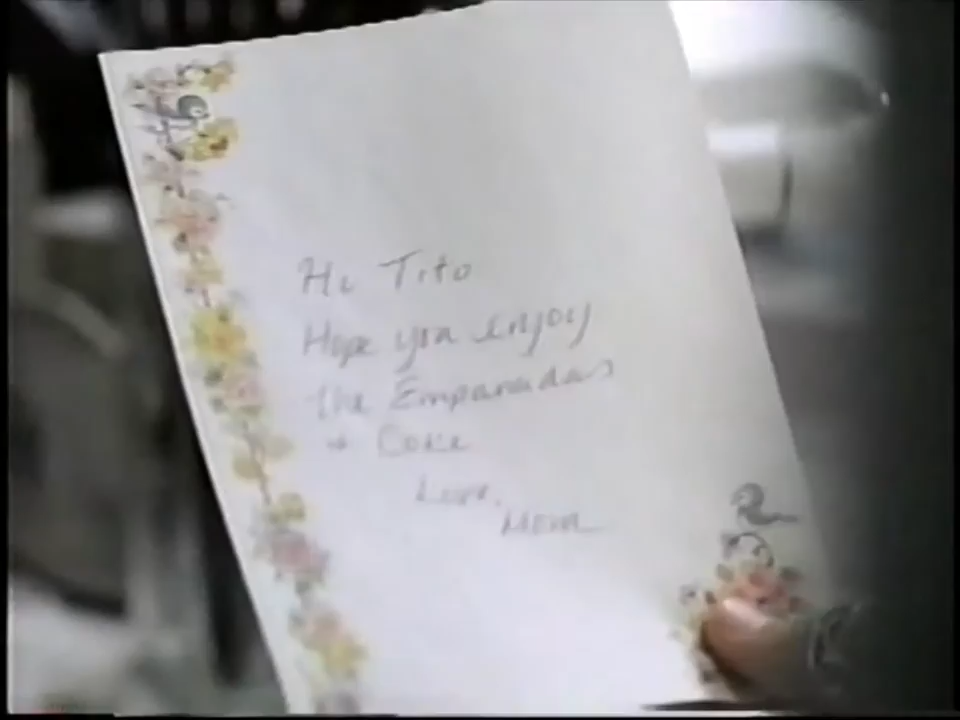 Hi Tito
Hope you enjoy
the Empanadas
+ Coke
Love,
Mom